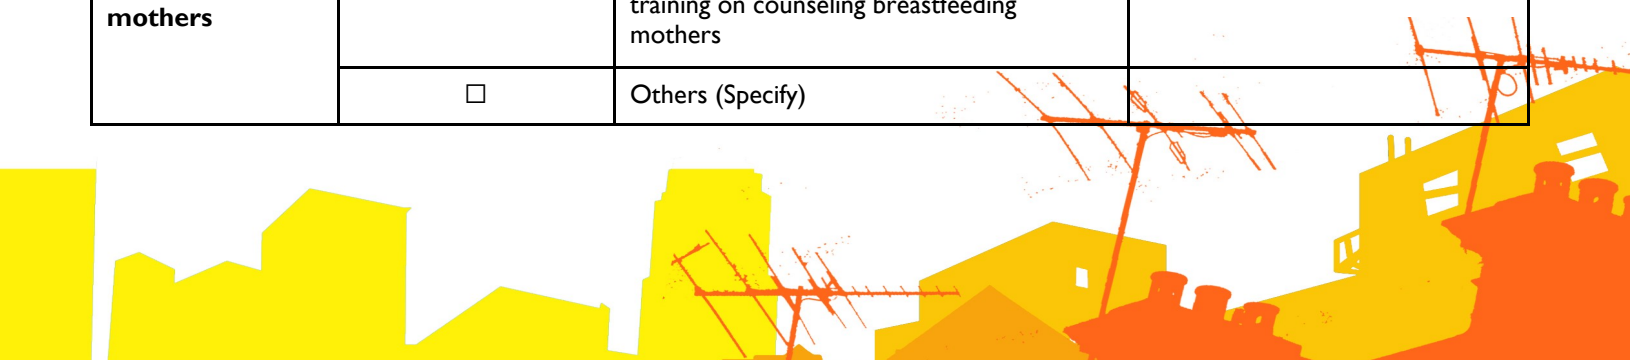 mothers
training on counseling breastfeeding
mothers
☐
Others (Specify)